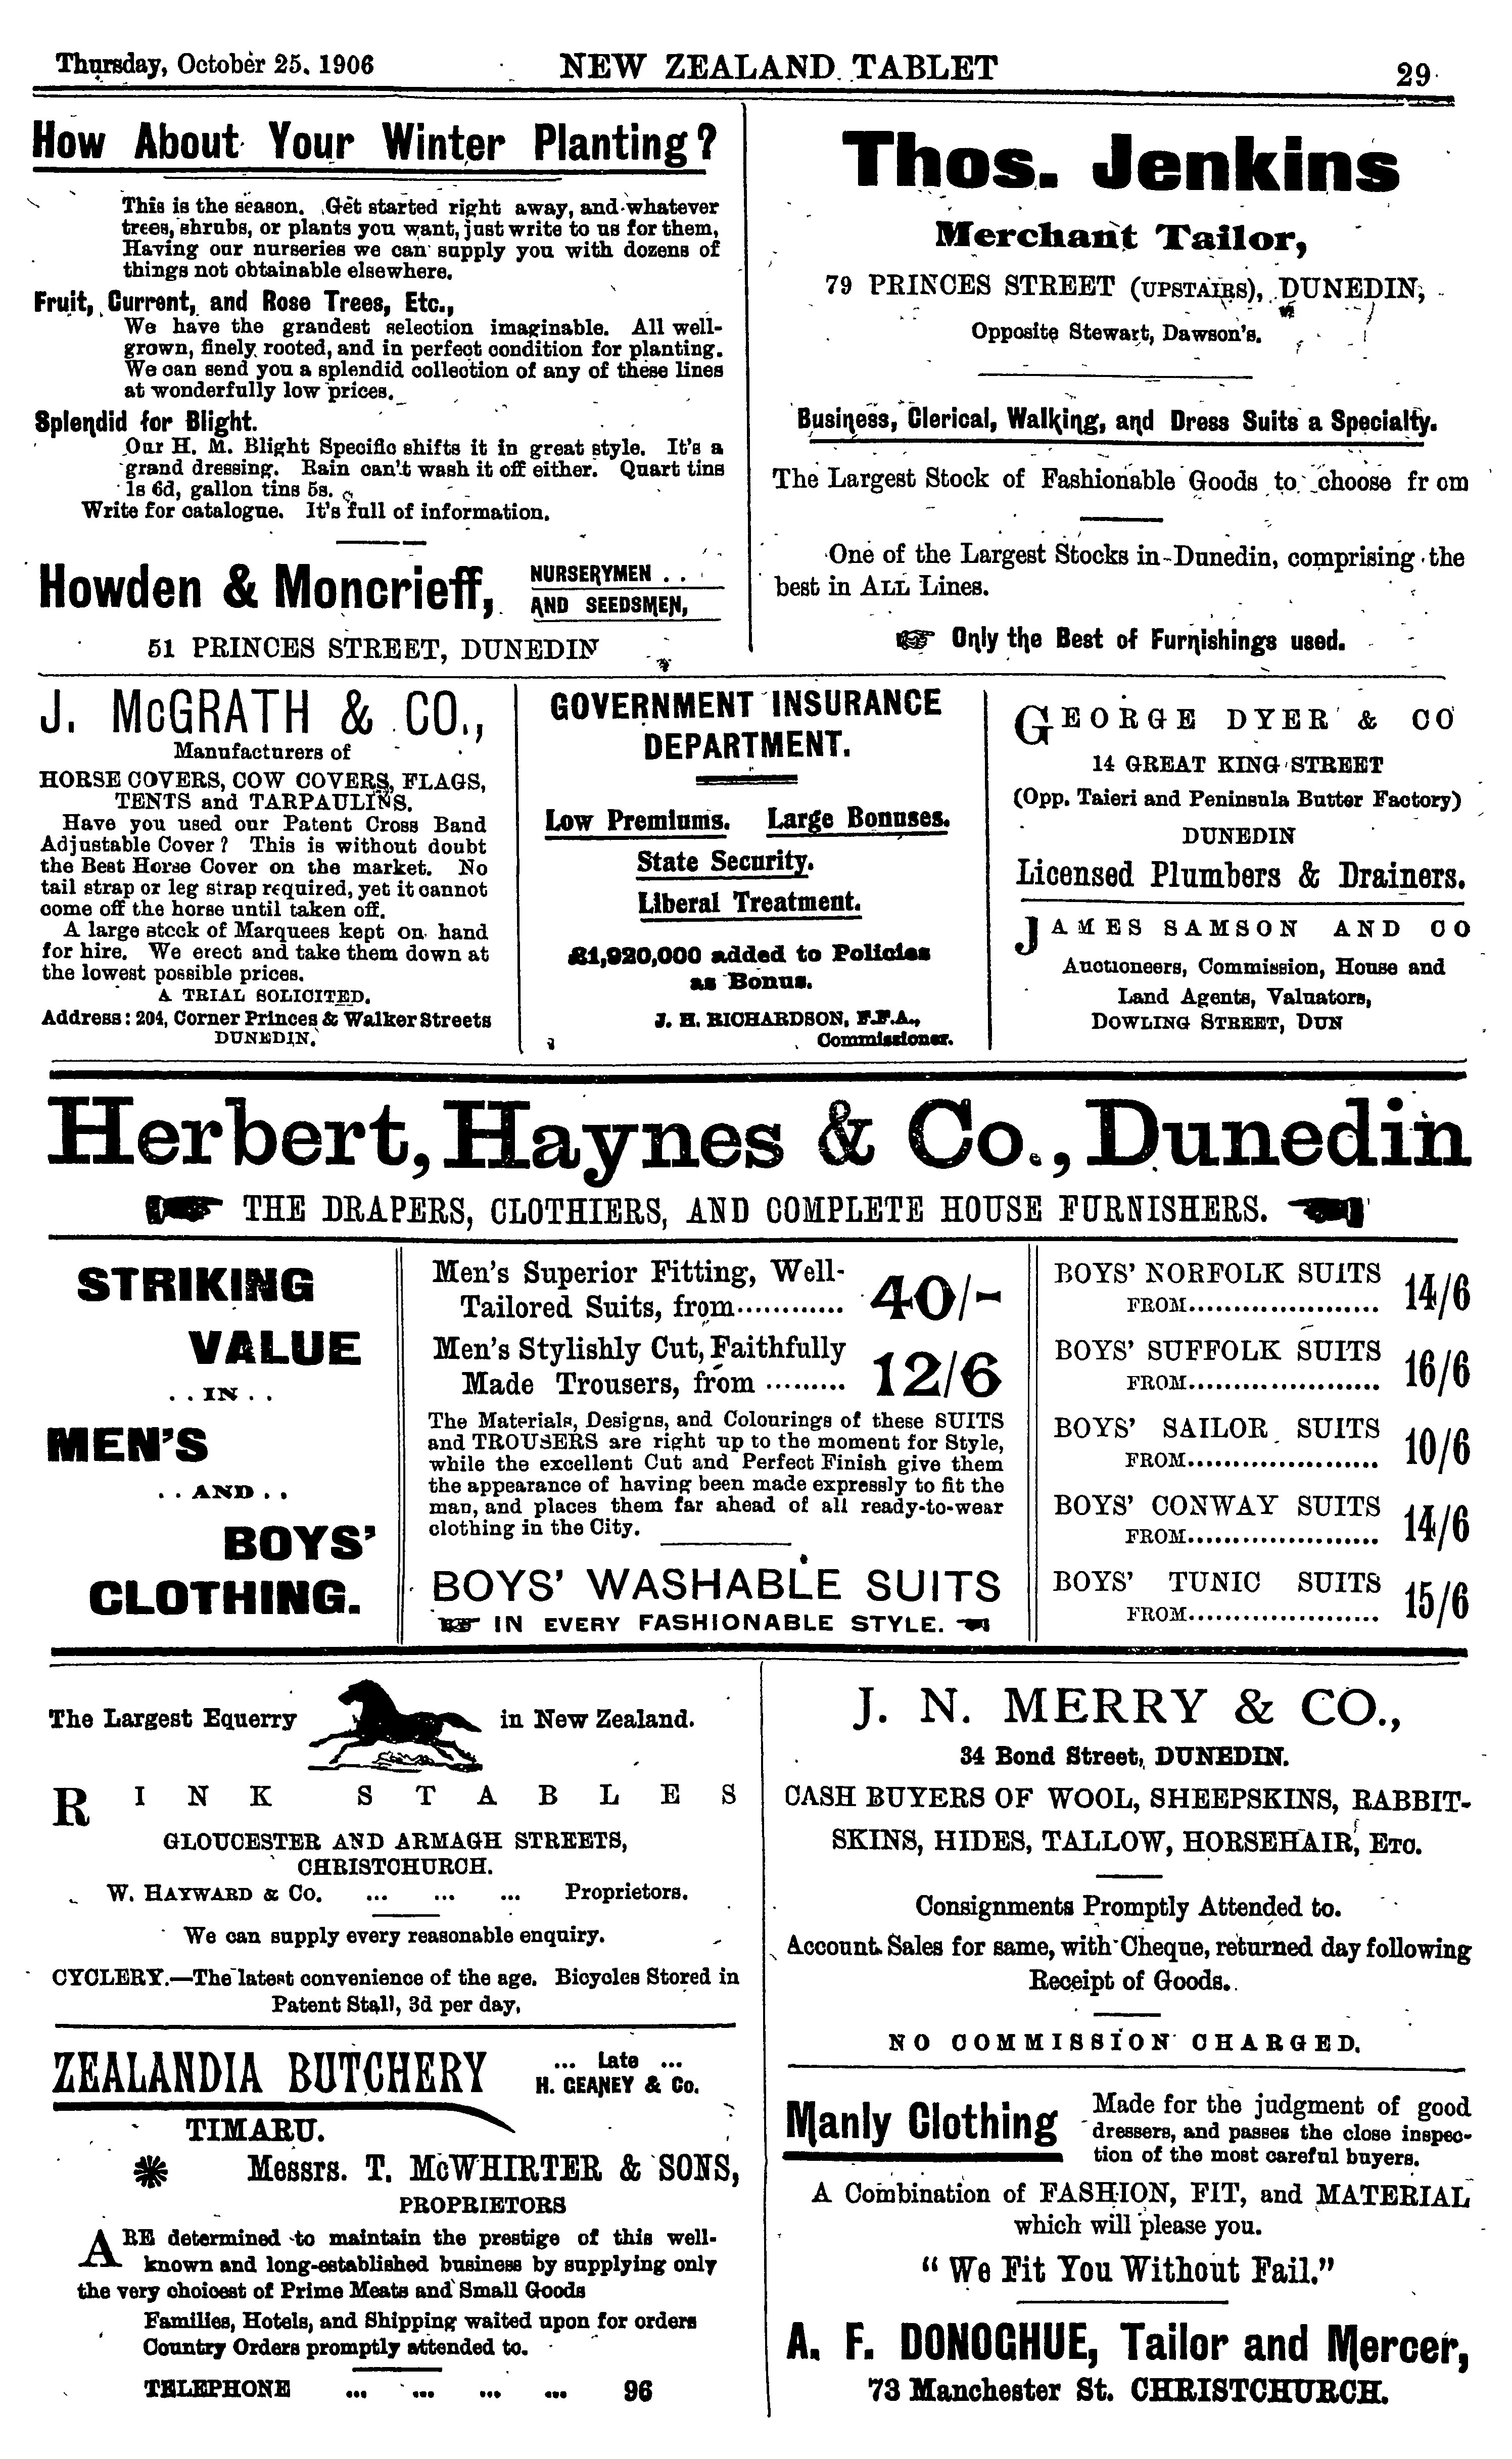 Thursday, October 25, 1906
NEW ZEALAND TABLET
29
How About Your Winter Planting?
This is the season. Get started right away, and whatever
trees, shrubs, or plants you want, just write to us for them,
Having our nurseries we can supply you with dozens of
things not obtainable elsewhere.
Fruit, Current, and Rose Trees, Etc.,
We have the grandest selection imaginable. All well-
grown, finely rooted, and in perfect condition for planting.
We can send you a splendid collection of any of these lines
at wonderfully low prices.
Splendid for Blight.
Our H. M. Blight Specific shifts it in great style. It's a
grand dressing. Rain can't wash it off either. Quart tins
1s 6d, gallon tins 5s.
Write for catalogue. It's full of information.
Howden & Moncrieff,
NURSERYMEN . .
AND SEEDSMEN,
51 PRINCES STREET, DUNEDIN
Thos. Jenkins
Merchant Tailor,
79 PRINCES STREET (UPSTAIRS), DUNEDIN,
Opposite Stewart, Dawson's.
Business, Clerical, Walking, and Dress Suits a Specialty.
The Largest Stock of Fashionable Goods to choose from
One of the Largest Stocks in Dunedin, comprising the
best in ALL Lines.
Only the Best of Furnishings used.
J. McGRATH & CO.,
Manufacturers of
HORSE COVERS, COW COVERS, FLAGS,
TENTS and TARPAULINS.
Have you used our Patent Cross Band
Adjustable Cover? This is without doubt
the Best Horse Cover on the market. No
tail strap or leg strap required, yet it cannot
come off the horse until taken off.
A large stock of Marquees kept on hand
for hire. We erect and take them down at
the lowest possible prices.
A TRIAL SOLICITED.
Address: 204, Corner Princes & Walker Streets
DUNEDIN.
GOVERNMENT INSURANCE
DEPARTMENT.
Low Premiums. Large Bonuses.
State Security.
Liberal Treatment.
£1,920,000 added to Policies
as Bonus.
J. H. RICHARDSON, F.F.A.,
Commissioner.
GEORGE DYER & CO
14 GREAT KING STREET
(Opp. Taieri and Peninsula Butter Factory)
DUNEDIN
Licensed Plumbers & Drainers.
JAMES SAMSON AND CO
Auctioneers, Commission, House and
Land Agents, Valuators,
DOWLING STREET, DUN
Herbert, Haynes & Co., Dunedin
THE DRAPERS, CLOTHIERS, AND COMPLETE HOUSE FURNISHERS.
STRIKING
VALUE
. . IN . .
MEN'S
. . AND . .
BOYS'
CLOTHING.
Men's Superior Fitting, Well-
Tailored Suits, from............ 40/-
Men's Stylishly Cut, Faithfully
Made Trousers, from ......... 12/6
The Materials, Designs, and Colourings of these SUITS
and TROUSERS are right up to the moment for Style,
while the excellent Cut and Perfect Finish give them
the appearance of having been made expressly to fit the
man, and places them far ahead of all ready-to-wear
clothing in the City.
BOYS' WASHABLE SUITS
IN EVERY FASHIONABLE STYLE.
BOYS' NORFOLK SUITS
FROM..................... 14/6
BOYS' SUFFOLK SUITS
FROM..................... 16/6
BOYS' SAILOR SUITS
FROM..................... 10/6
BOYS' CONWAY SUITS
FROM..................... 14/6
BOYS' TUNIC SUITS
FROM..................... 15/6
The Largest Equerry in New Zealand.
RINK STABLES
GLOUCESTER AND ARMAGH STREETS,
CHRISTCHURCH.
W. HAYWARD & CO. ... ... ... Proprietors.
We can supply every reasonable enquiry.
CYCLERY.—The latest convenience of the age. Bicycles Stored in
Patent Stall, 3d per day.
ZEALANDIA BUTCHERY
... Late ...
H. GEANEY & Co.
TIMARU.
Messrs. T. McWHIRTER & SONS,
PROPRIETORS
ARE determined to maintain the prestige of this well-
known and long-established business by supplying only
the very choicest of Prime Meats and Small Goods
Families, Hotels, and Shipping waited upon for orders
Country Orders promptly attended to.
TELEPHONE ... ... ... ... 96
J. N. MERRY & CO.,
34 Bond Street, DUNEDIN.
CASH BUYERS OF WOOL, SHEEPSKINS, RABBIT-
SKINS, HIDES, TALLOW, HORSEHAIR, ETC.
Consignments Promptly Attended to.
Account Sales for same, with Cheque, returned day following
Receipt of Goods.
NO COMMISSION CHARGED.
Manly Clothing
Made for the judgment of good
dressers, and passes the close inspec-
tion of the most careful buyers.
A Combination of FASHION, FIT, and MATERIAL
which will please you.
"We Fit You Without Fail."
A. F. DONOGHUE, Tailor and Mercer,
73 Manchester St. CHRISTCHURCH.